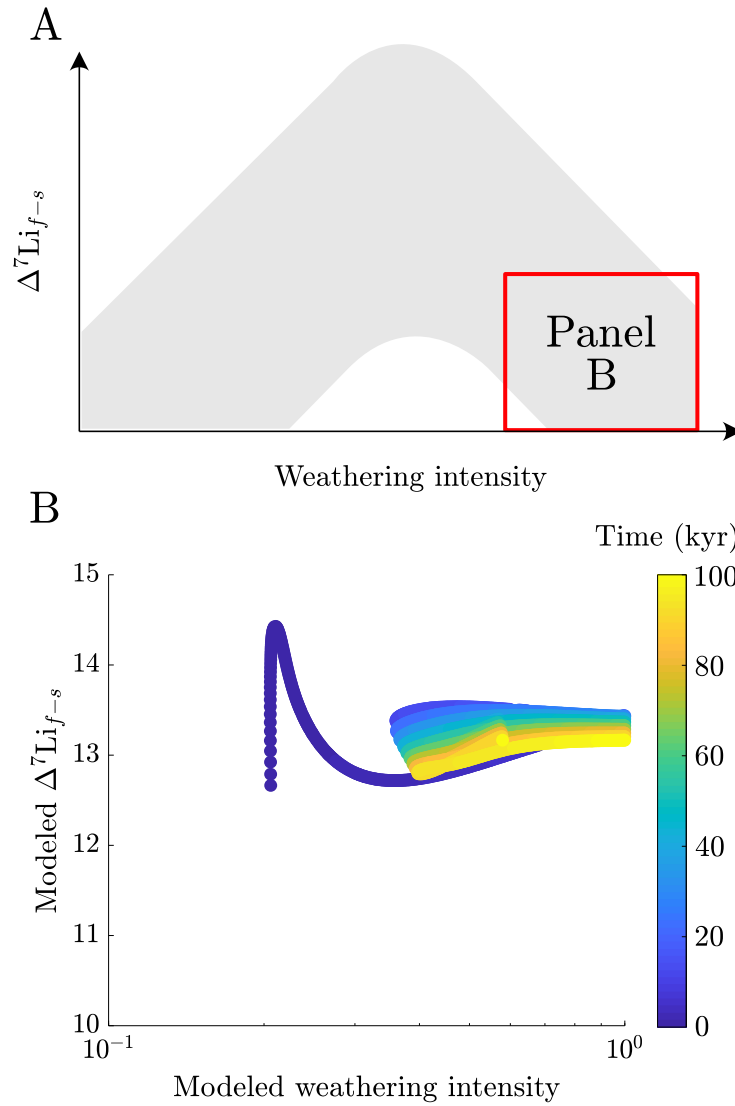 A
Δ⁷Li_{f−s}
Panel
B
Weathering intensity
B
Time (kyr)
15
14
13
12
11
10
Modeled Δ⁷Li_{f−s}
100
80
60
40
20
0
10⁻¹
10⁰
Modeled weathering intensity